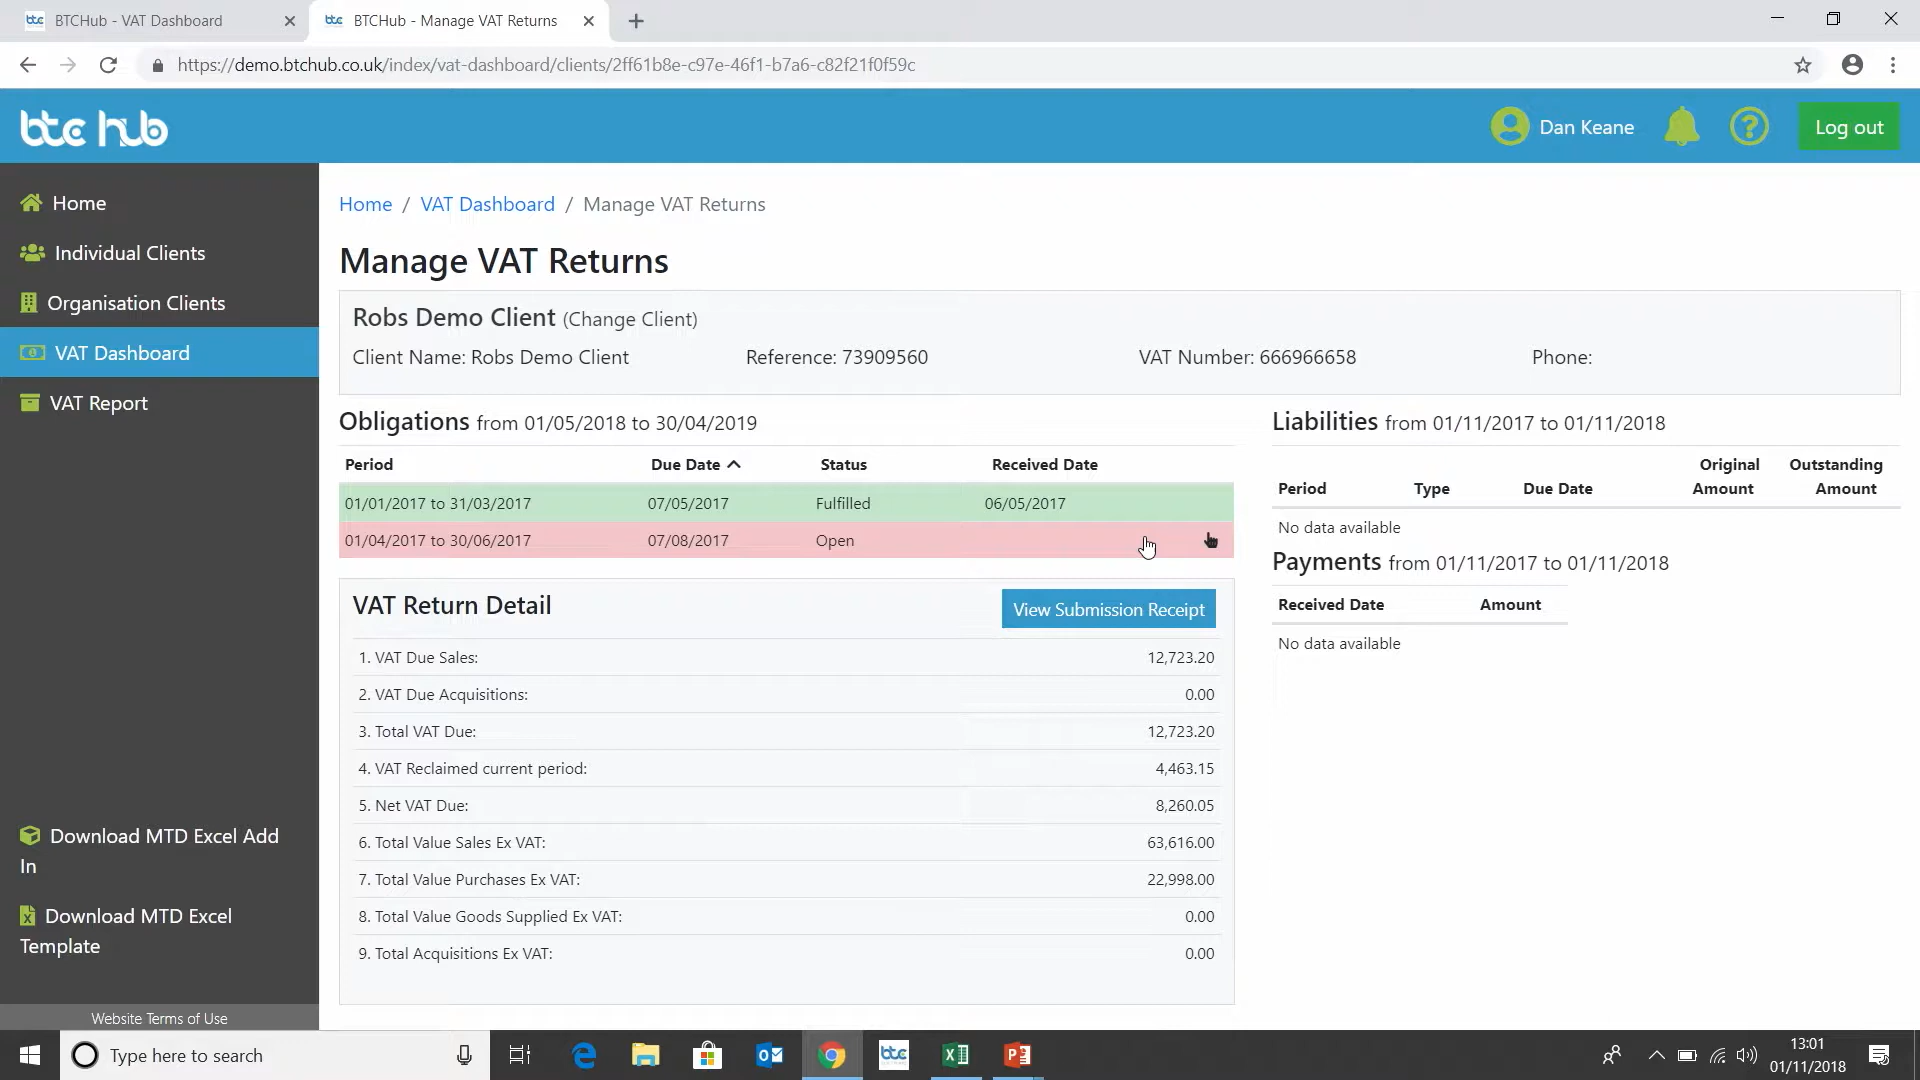 btc BTCHub - VAT Dashboard
btc BTCHub - Manage VAT Returns
https://demo.btchub.co.uk/index/vat-dashboard/clients/2ff61b8e-c97e-46f1-b7a6-c82f21f0f59c
btc hub
Dan Keane
?
Log out
Home
Individual Clients
Organisation Clients
VAT Dashboard
VAT Report
Download MTD Excel Add
In
Download MTD Excel
Template
Website Terms of Use
Home / VAT Dashboard / Manage VAT Returns
Manage VAT Returns
Robs Demo Client (Change Client)
Client Name: Robs Demo Client Reference: 73909560 VAT Number: 666966658 Phone:
Obligations from 01/05/2018 to 30/04/2019
Period Due Date Status Received Date
01/01/2017 to 31/03/2017 07/05/2017 Fulfilled 06/05/2017
01/04/2017 to 30/06/2017 07/08/2017 Open
VAT Return Detail
View Submission Receipt
1. VAT Due Sales: 12,723.20
2. VAT Due Acquisitions: 0.00
3. Total VAT Due: 12,723.20
4. VAT Reclaimed current period: 4,463.15
5. Net VAT Due: 8,260.05
6. Total Value Sales Ex VAT: 63,616.00
7. Total Value Purchases Ex VAT: 22,998.00
8. Total Value Goods Supplied Ex VAT: 0.00
9. Total Acquisitions Ex VAT: 0.00
Liabilities from 01/11/2017 to 01/11/2018
Original Outstanding
Period Type Due Date Amount Amount
No data available
Payments from 01/11/2017 to 01/11/2018
Received Date Amount
No data available
Type here to search
btc
13:01
01/11/2018